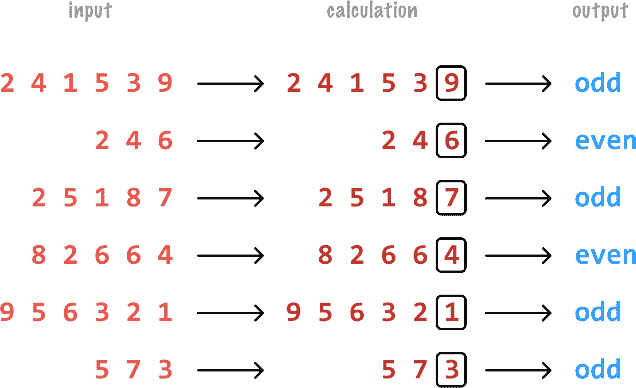 input calculation output
2 4 1 5 3 9 2 4 1 5 3 9 odd
2 4 6 2 4 6 even
2 5 1 8 7 2 5 1 8 7 odd
8 2 6 6 4 8 2 6 6 4 even
9 5 6 3 2 1 9 5 6 3 2 1 odd
5 7 3 5 7 3 odd